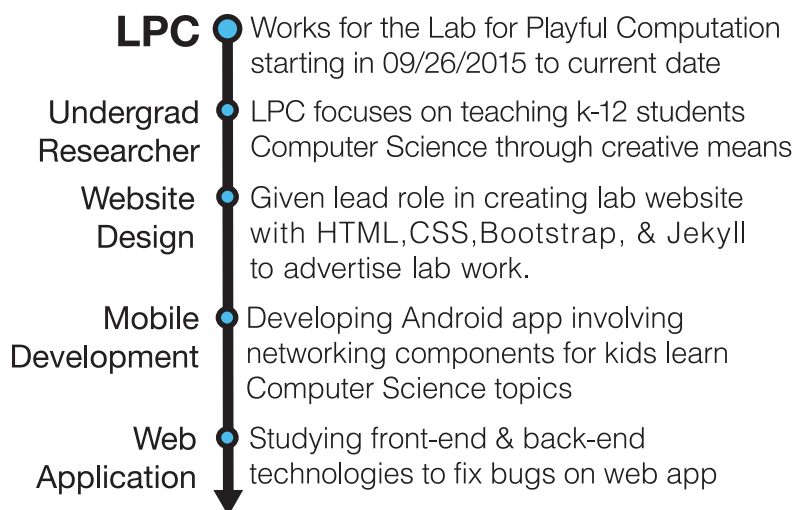 LPC
Works for the Lab for Playful Computation
starting in 09/26/2015 to current date
Undergrad
Researcher
LPC focuses on teaching k-12 students
Computer Science through creative means
Website
Design
Given lead role in creating lab website
with HTML,CSS,Bootstrap, & Jekyll
to advertise lab work.
Mobile
Development
Developing Android app involving
networking components for kids learn
Computer Science topics
Web
Application
Studying front-end & back-end
technologies to fix bugs on web app